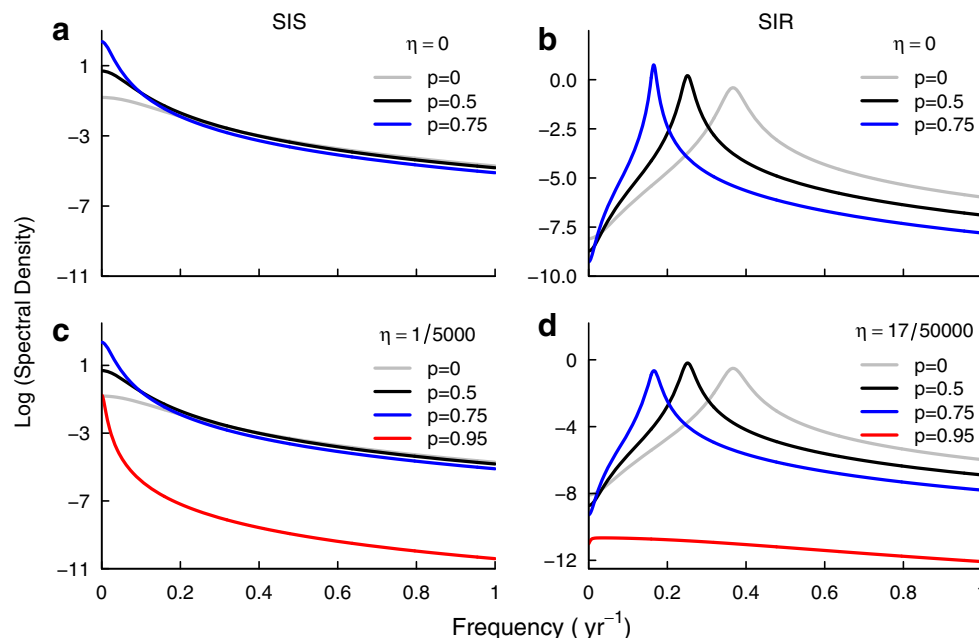 SIS
SIR
a
η = 0
p=0
p=0.5
p=0.75
1
−3
−7
−11
b
η = 0
p=0
p=0.5
p=0.75
0.0
−2.5
−5.0
−7.5
−10.0
Log (Spectral Density)
c
η = 1/5000
p=0
p=0.5
p=0.75
p=0.95
1
−3
−7
−11
0 0.2 0.4 0.6 0.8 1
d
η = 17/50000
p=0
p=0.5
p=0.75
p=0.95
0
−4
−8
−12
0 0.2 0.4 0.6 0.8 1
Frequency ( yr⁻¹)